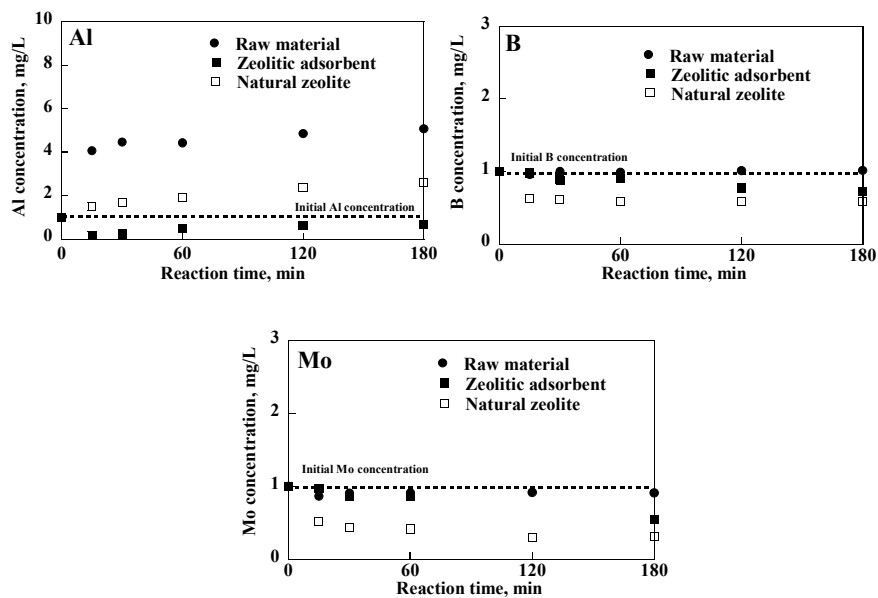 Al
Raw material
Zeolitic adsorbent
Natural zeolite
Initial Al concentration
Al concentration, mg/L
10
8
6
4
2
0
0
60
120
180
Reaction time, min
B
Raw material
Zeolitic adsorbent
Natural zeolite
Initial B concentration
B concentration, mg/L
3
2
1
0
0
60
120
180
Reaction time, min
Mo
Raw material
Zeolitic adsorbent
Natural zeolite
Initial Mo concentration
Mo concentration, mg/L
3
2
1
0
0
60
120
180
Reaction time, min